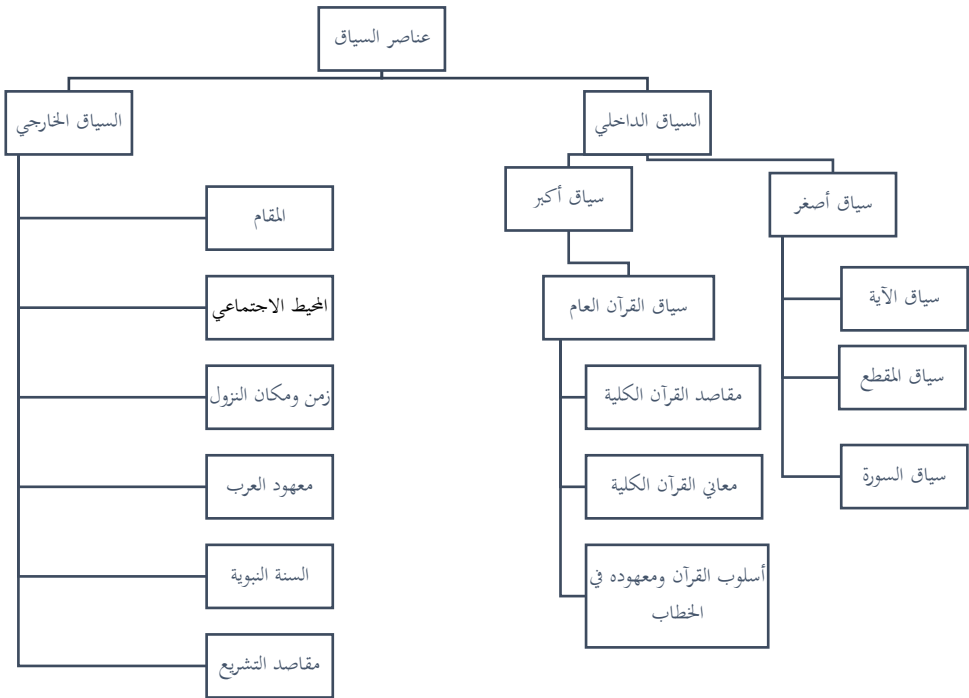 عناصر السياق
السياق الداخلي
سياق أصغر
سياق الآية
سياق المقطع
سياق السورة
سياق أكبر
سياق القرآن العام
مقاصد القرآن الكلية
معاني القرآن الكلية
أسلوب القرآن ومعهوده في
الخطاب
السياق الخارجي
المقام
المحيط الاجتماعي
زمن ومكان النزول
معهود العرب
السنة النبوية
مقاصد التشريع